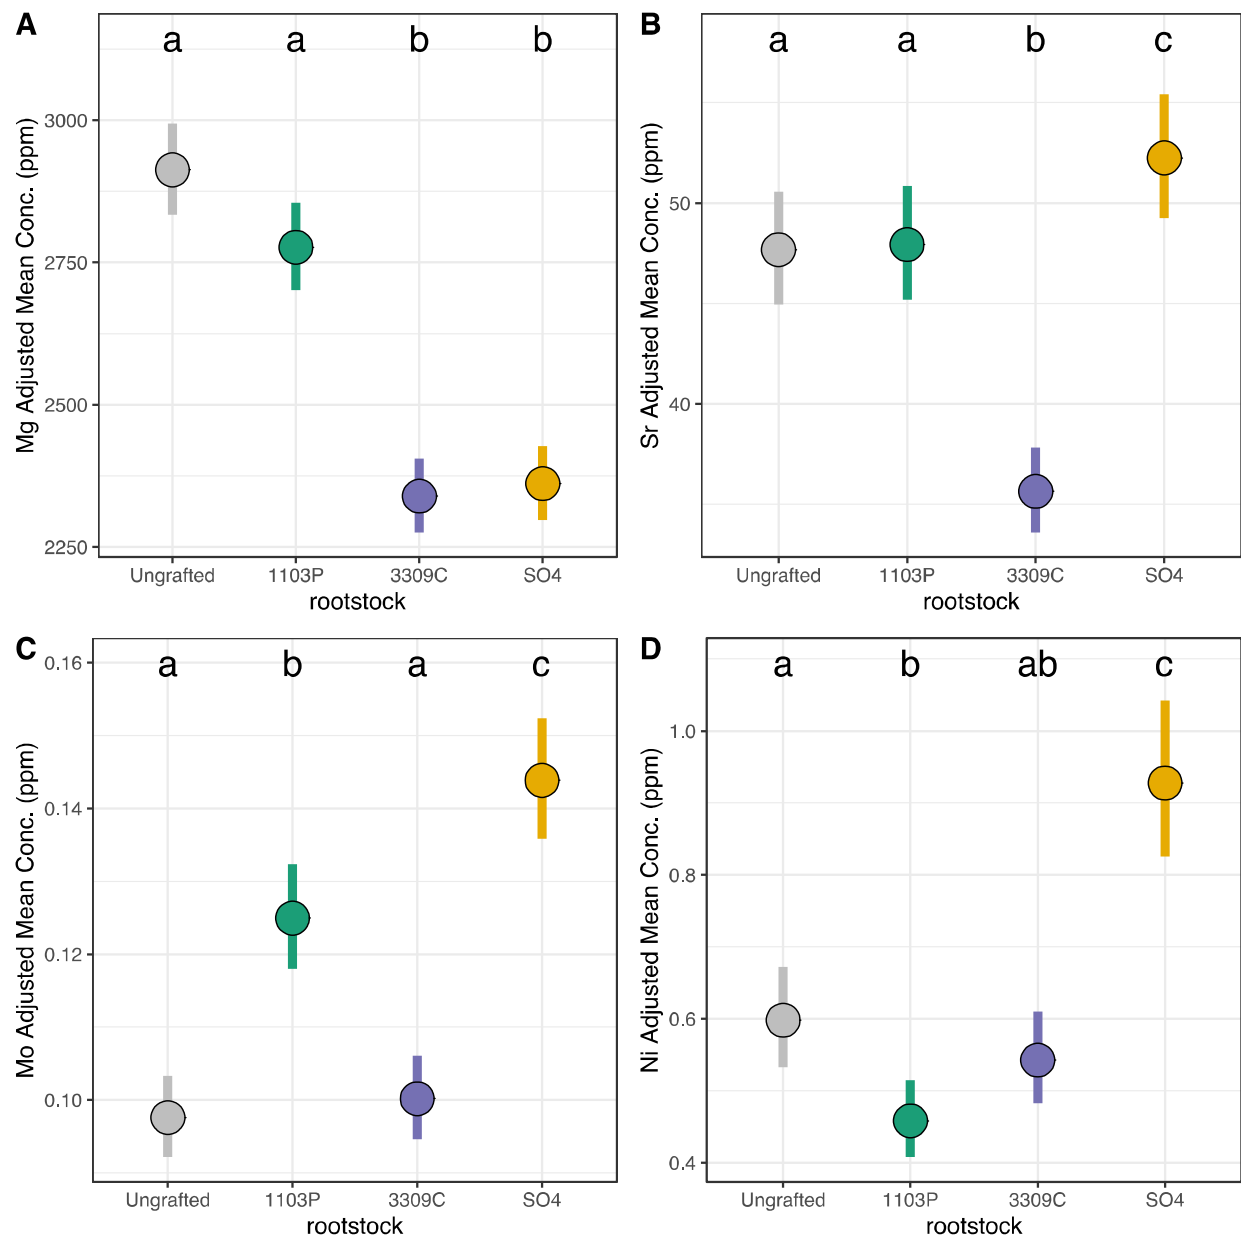 A
a a b b
Mg Adjusted Mean Conc. (ppm)
3000
2750
2500
2250
Ungrafted 1103P 3309C SO4
rootstock
B
a a b c
Sr Adjusted Mean Conc. (ppm)
50
40
Ungrafted 1103P 3309C SO4
rootstock
C
a b a c
Mo Adjusted Mean Conc. (ppm)
0.16
0.14
0.12
0.10
Ungrafted 1103P 3309C SO4
rootstock
D
a b ab c
Ni Adjusted Mean Conc. (ppm)
1.0
0.8
0.6
0.4
Ungrafted 1103P 3309C SO4
rootstock